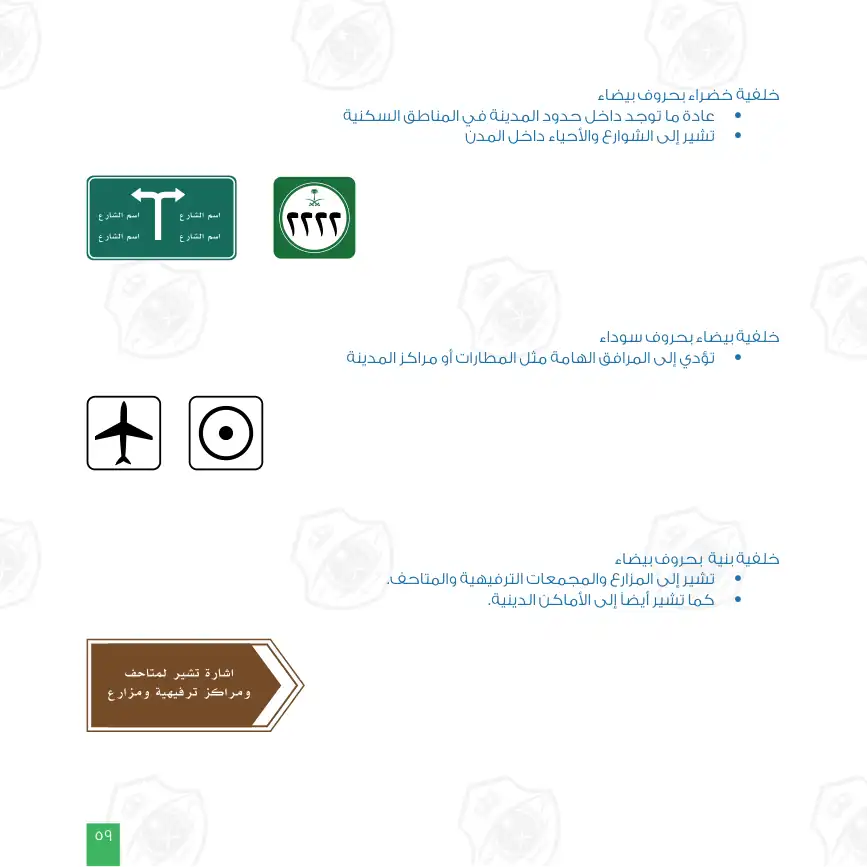 خلفية خضراء بحروف بيضاء
• عادة ما توجد داخل حدود المدينة في المناطق السكنية
• تشير إلى الشوارع والأحياء داخل المدن
اسم الشارع اسم الشارع
اسم الشارع اسم الشارع
٢٢٢٢
خلفية بيضاء بحروف سوداء
• تؤدي إلى المرافق الهامة مثل المطارات أو مراكز المدينة
خلفية بنية بحروف بيضاء
• تشير إلى المزارع والمجمعات الترفيهية والمتاحف.
• كما تشير أيضاً إلى الأماكن الدينية.
اشارة تشير لمتاحف
ومراكز ترفيهية ومزارع
٥٩